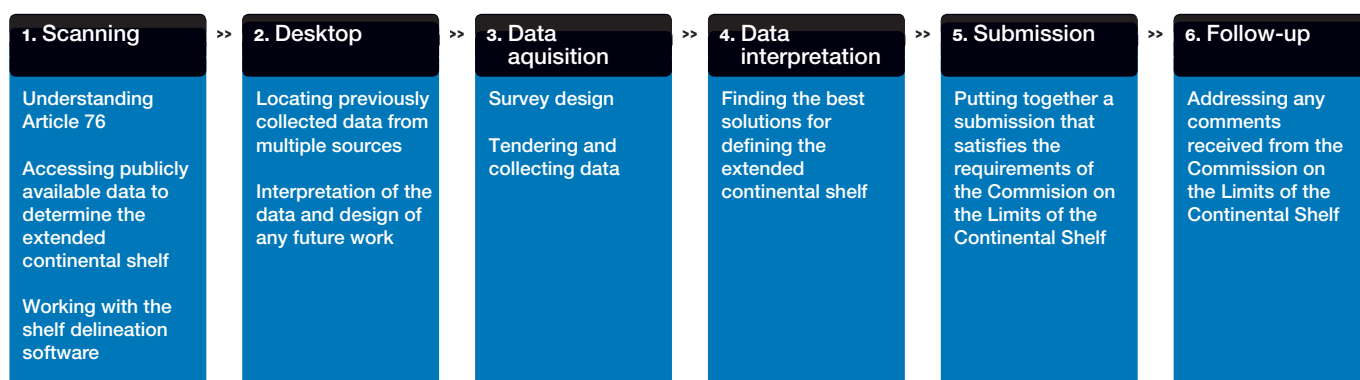 1. Scanning
Understanding
Article 76
Accessing publicly
available data to
determine the
extended
continental shelf
Working with the
shelf delineation
software
>>
2. Desktop
Locating previously
collected data from
multiple sources
Interpretation of the
data and design of
any future work
>>
3. Data
aquisition
Survey design
Tendering and
collecting data
>>
4. Data
interpretation
Finding the best
solutions for
defining the
extended
continental shelf
>>
5. Submission
Putting together a
submission that
satisfies the
requirements of
the Commision on
the Limits of the
Continental Shelf
>>
6. Follow-up
Addressing any
comments
received from the
Commission on
the Limits of the
Continental Shelf